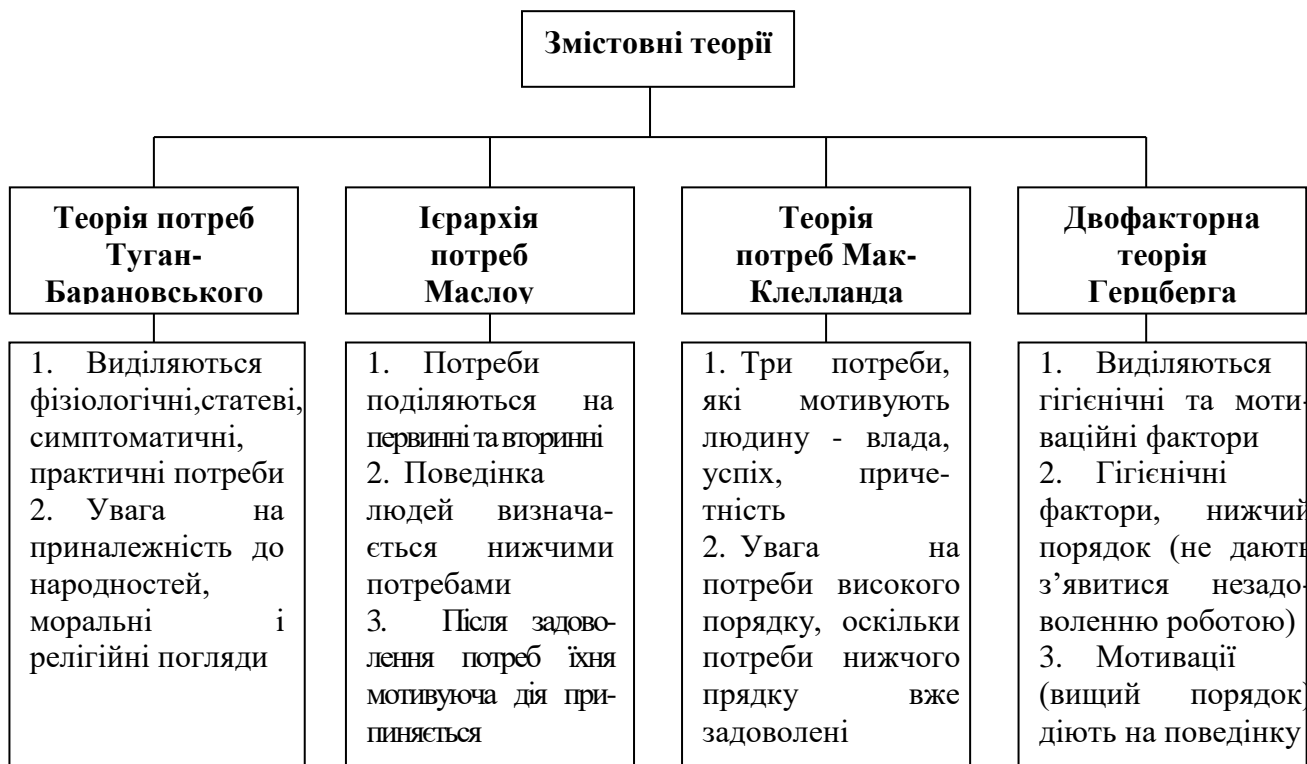 Змістовні теорії
Теорія потреб
Туган-
Барановського
Ієрархія
потреб
Маслоу
Теорія
потреб Мак-
Клелланда
Двофакторна
теорія
Герцберга
1. Виділяються
фізіологічні,статеві,
симптоматичні,
практичні потреби
2. Увага на
приналежність до
народностей,
моральні і
релігійні погляди
1. Потреби
поділяються на
первинні та вторинні
2. Поведінка
людей визнача-
ється нижчими
потребами
3. Після задово-
лення потреб їхня
мотивуюча дія при-
пиняється
1. Три потреби,
які мотивують
людину - влада,
успіх, приче-
тність
2. Увага на
потреби високого
порядку, оскільки
потреби нижчого
прядку вже
задоволені
1. Виділяються
гігієнічні та моти-
ваційні фактори
2. Гігієнічні
фактори, нижчий
порядок (не дають
з’явитися незадо-
воленню роботою)
3. Мотивації
(вищий порядок)
діють на поведінку